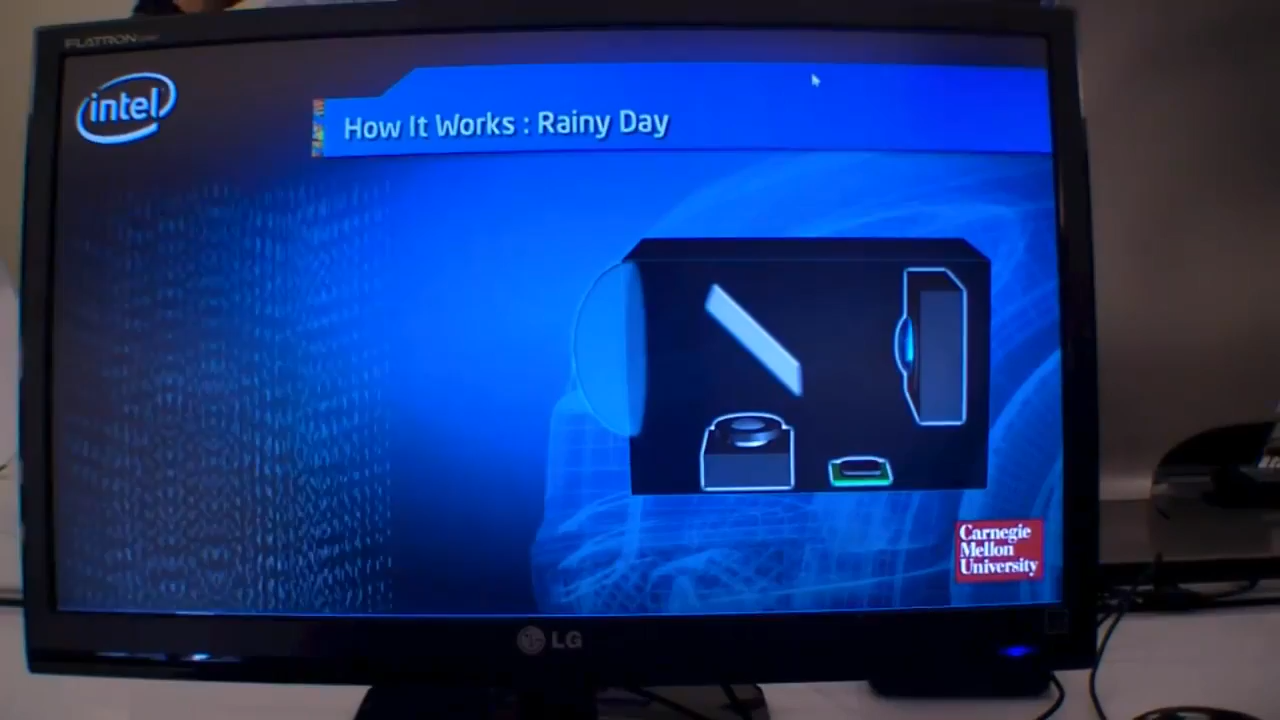 FLATRON
intel
How It Works : Rainy Day
Carnegie
Mellon
University
LG